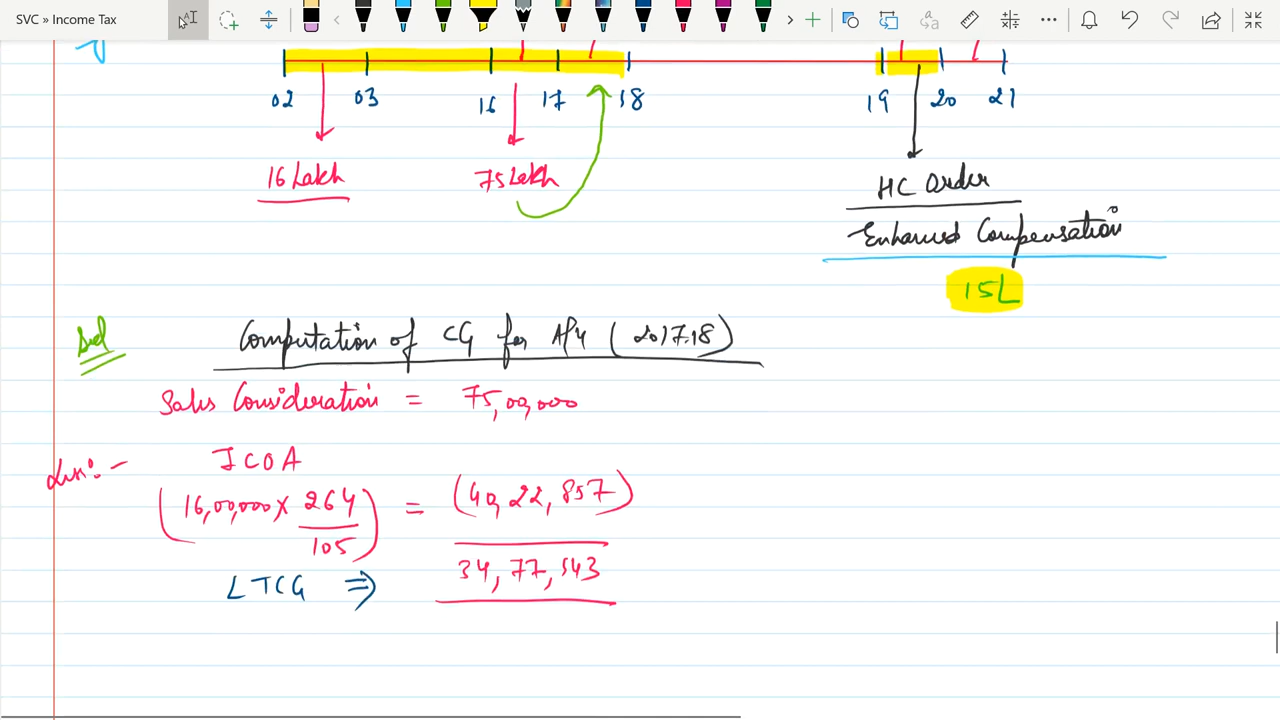 SVC » Income Tax
02 03 16 17 18 19 20 21
16 Lakh 75 Lakh HC Order
Enhanced Compensation
15L
Sol Computation of CG for A/Y (2017.18)
Sales Consideration = 75,00,000
Less:- ICOA
(16,00,000 x 264/105) = (40,22,857)
LTCG ⇒ 34,77,143